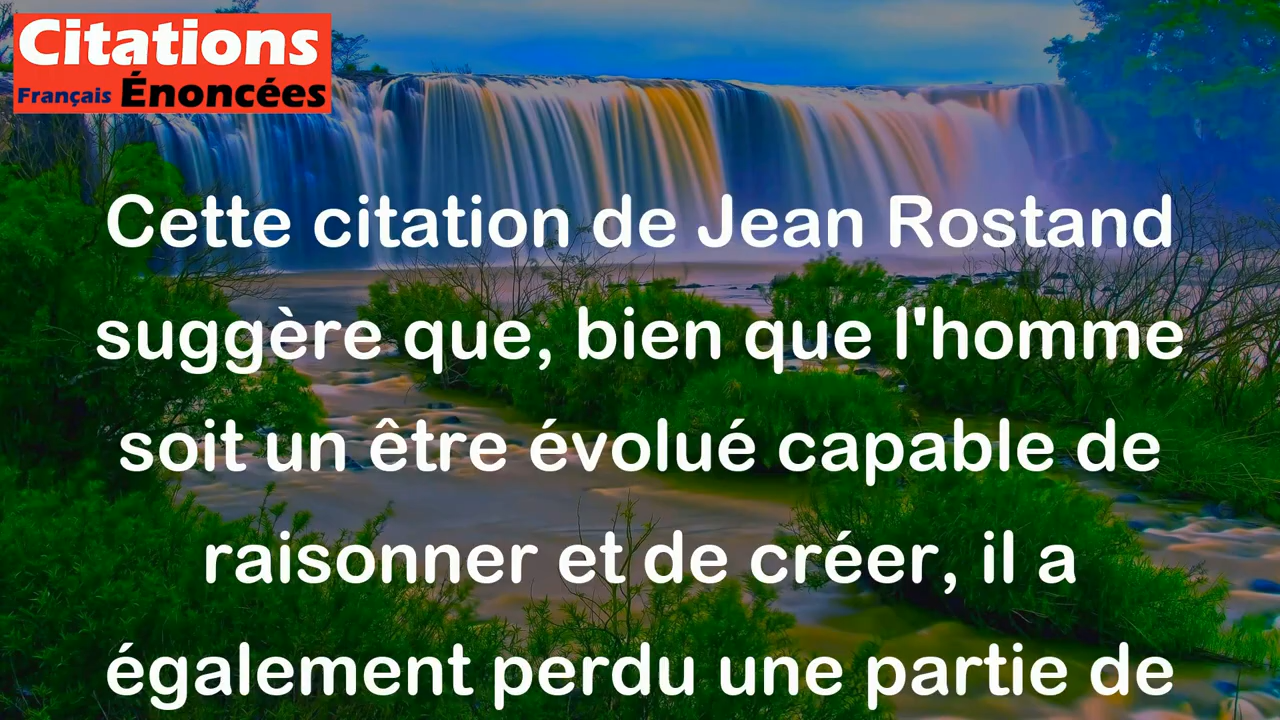 Citations
Français Énoncées
Cette citation de Jean Rostand
suggère que, bien que l'homme
soit un être évolué capable de
raisonner et de créer, il a
également perdu une partie de